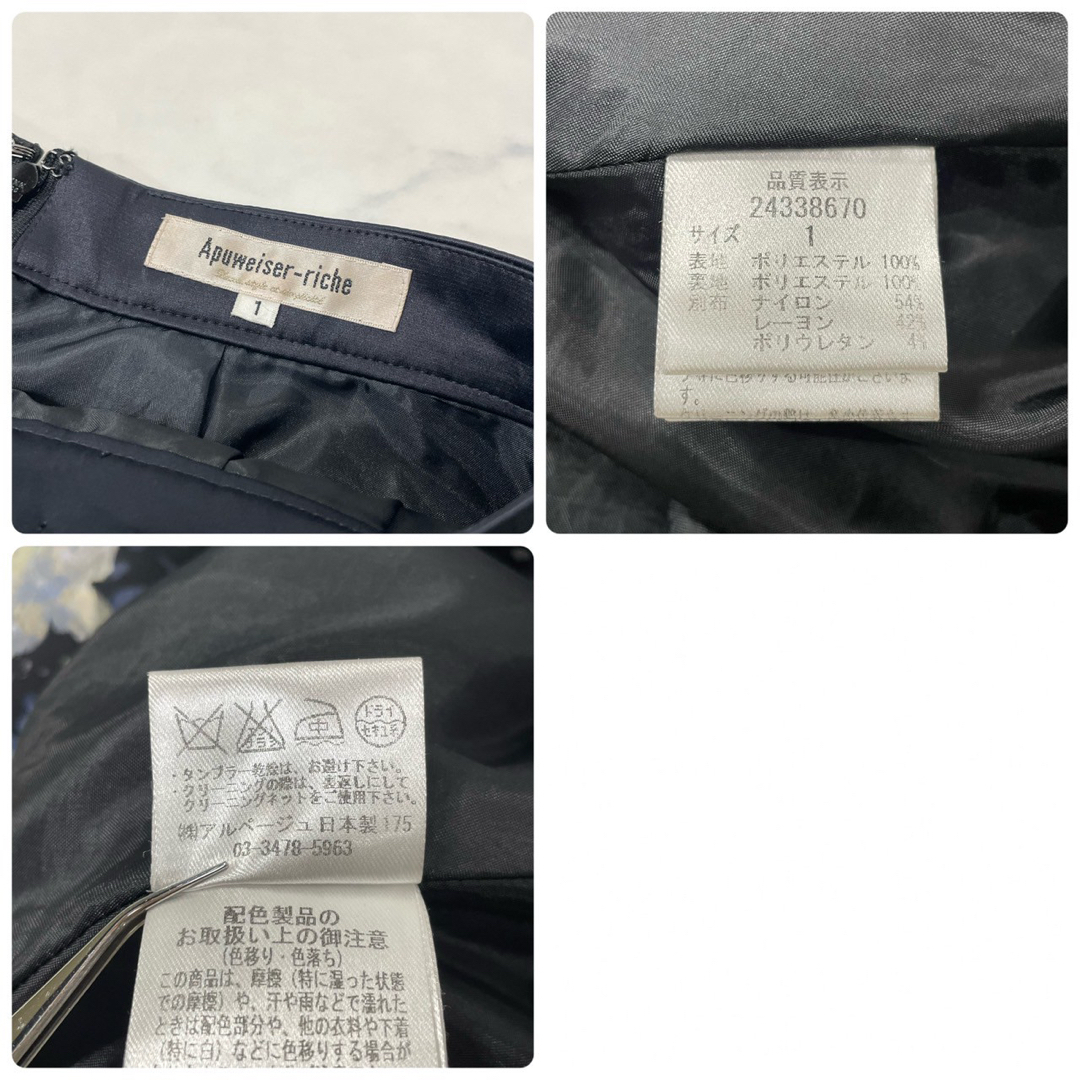 Apuweiser-riche
1
品質表示
24338670
サイズ 1
表地 ポリエステル 100%
裏地 ポリエステル 100%
別布 ナイロン 54%
レーヨン 42%
ポリウレタン 4%
す。
ドライ
セキユ系
エンソ
サラシ
中
・タンブラー乾燥は、お避け下さい。
・クリーニングの際は、裏返しにして
クリーニングネットをご使用下さい。
㈱アルページュ日本製175
03-3478-5963
配色製品の
お取扱い上の御注意
(色移り・色落ち)
この商品は、摩擦(特に湿った状態
での摩擦)や、汗や雨などで濡れた
ときは配色部分や、他の衣料や下着
(特に白)などに色移りする場合が